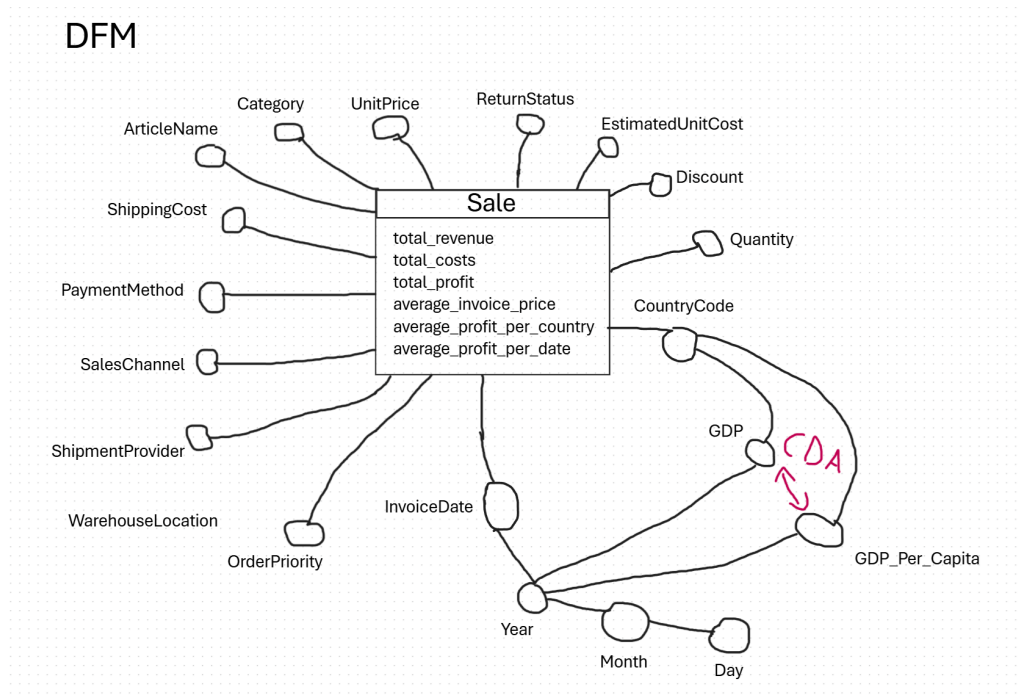 DFM
Category
UnitPrice
ReturnStatus
ArticleName
EstimatedUnitCost
Discount
ShippingCost
Sale
Quantity
total_revenue
total_costs
total_profit
average_invoice_price
average_profit_per_country
average_profit_per_date
PaymentMethod
CountryCode
SalesChannel
GDP
CDA
ShipmentProvider
InvoiceDate
WarehouseLocation
OrderPriority
GDP_Per_Capita
Year
Month
Day